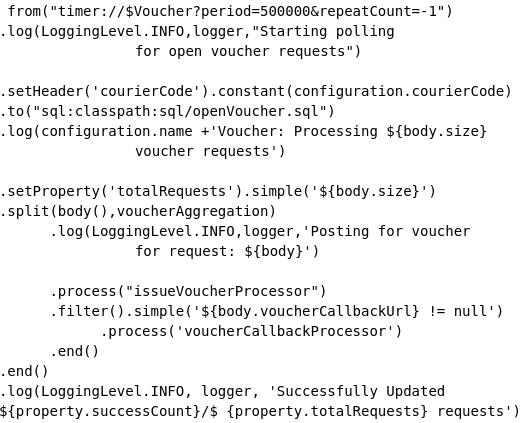 from("timer://$Voucher?period=500000&repeatCount=-1")
.log(LoggingLevel.INFO,logger,"Starting polling
for open voucher requests")
.setHeader('courierCode').constant(configuration.courierCode)
.to("sql:classpath:sql/openVoucher.sql")
.log(configuration.name +'Voucher: Processing ${body.size}
voucher requests')
.setProperty('totalRequests').simple('${body.size}')
.split(body(),voucherAggregation)
.log(LoggingLevel.INFO,logger,'Posting for voucher
for request: ${body}')
.process("issueVoucherProcessor")
.filter().simple('${body.voucherCallbackUrl} != null')
.process('voucherCallbackProcessor')
.end()
.end()
.log(LoggingLevel.INFO, logger, 'Successfully Updated
${property.successCount}/$ {property.totalRequests} requests')